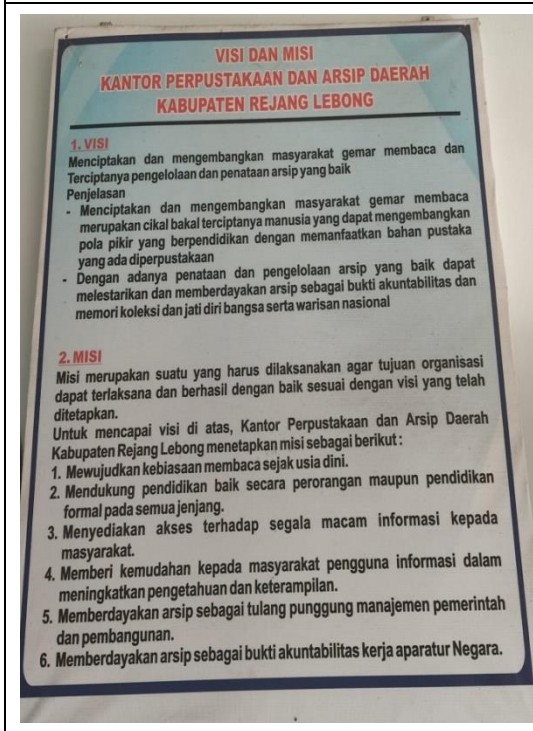 VISI DAN MISI
KANTOR PERPUSTAKAAN DAN ARSIP DAERAH
KABUPATEN REJANG LEBONG
1. VISI
Menciptakan dan mengembangkan masyarakat gemar membaca dan
Terciptanya pengelolaan dan penataan arsip yang baik
Penjelasan
- Menciptakan dan mengembangkan masyarakat gemar membaca
merupakan cikal bakal terciptanya manusia yang dapat mengembangkan
pola pikir yang berpendidikan dengan memanfaatkan bahan pustaka
yang ada diperpustakaan
- Dengan adanya penataan dan pengelolaan arsip yang baik dapat
melestarikan dan memberdayakan arsip sebagai bukti akuntabilitas dan
memori koleksi dan jati diri bangsa serta warisan nasional
2. MISI
Misi merupakan suatu yang harus dilaksanakan agar tujuan organisasi
dapat terlaksana dan berhasil dengan baik sesuai dengan visi yang telah
ditetapkan.
Untuk mencapai visi di atas, Kantor Perpustakaan dan Arsip Daerah
Kabupaten Rejang Lebong menetapkan misi sebagai berikut :
1. Mewujudkan kebiasaan membaca sejak usia dini.
2. Mendukung pendidikan baik secara perorangan maupun pendidikan
formal pada semua jenjang.
3. Menyediakan akses terhadap segala macam informasi kepada
masyarakat.
4. Memberi kemudahan kepada masyarakat pengguna informasi dalam
meningkatkan pengetahuan dan keterampilan.
5. Memberdayakan arsip sebagai tulang punggung manajemen pemerintah
dan pembangunan.
6. Memberdayakan arsip sebagai bukti akuntabilitas kerja aparatur Negara.